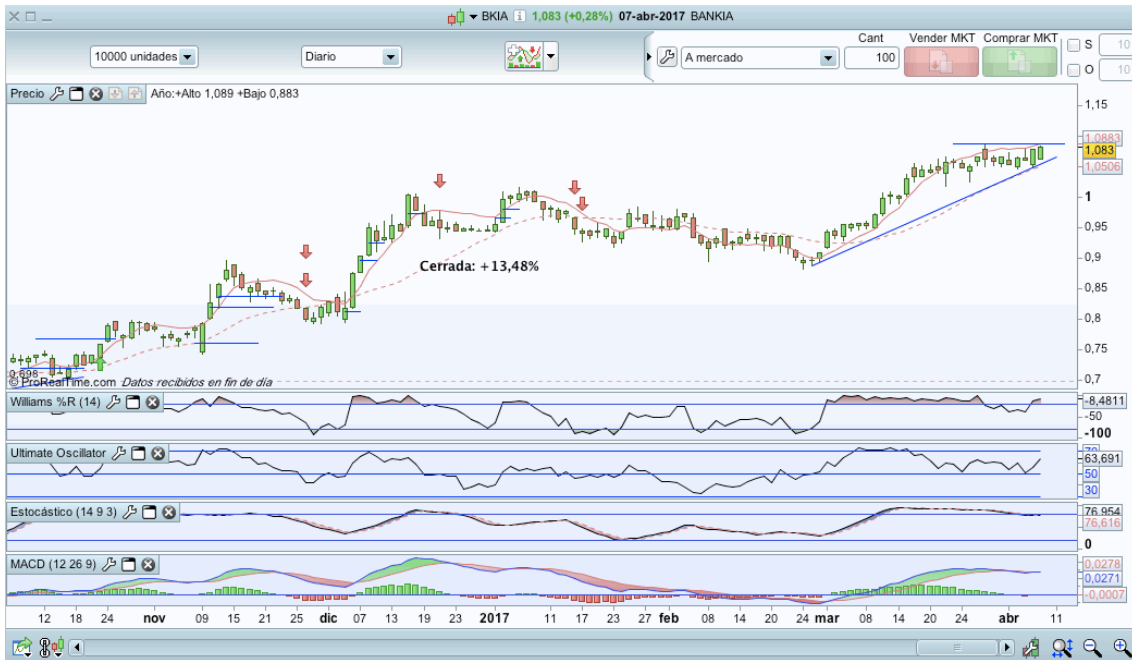 BKIA 1,083 (+0,28%) 07-abr-2017 BANKIA
Cant Vender MKT Comprar MKT
10000 unidades Diario A mercado 100 S 10
O 10
Precio Año:+Alto 1,089 +Bajo 0,883
1,15
1,0883
1,083
1,0506
1
0,95
0,9
Cerrada: +13,48%
0,85
0,8
0,75
0,698
0,7
© ProRealTime.com Datos recibidos en fin de día
Williams %R (14)
-8,4811
-50
-100
Ultimate Oscillator
70
63,691
50
30
Estocástico (14 9 3)
76,954
76,616
0
MACD (12 26 9)
0,0278
0,0271
-0,0007
12 18 24 nov 09 15 21 25 dic 07 13 19 23 2017 11 17 23 27 feb 08 14 20 24 mar 08 14 20 24 abr 11